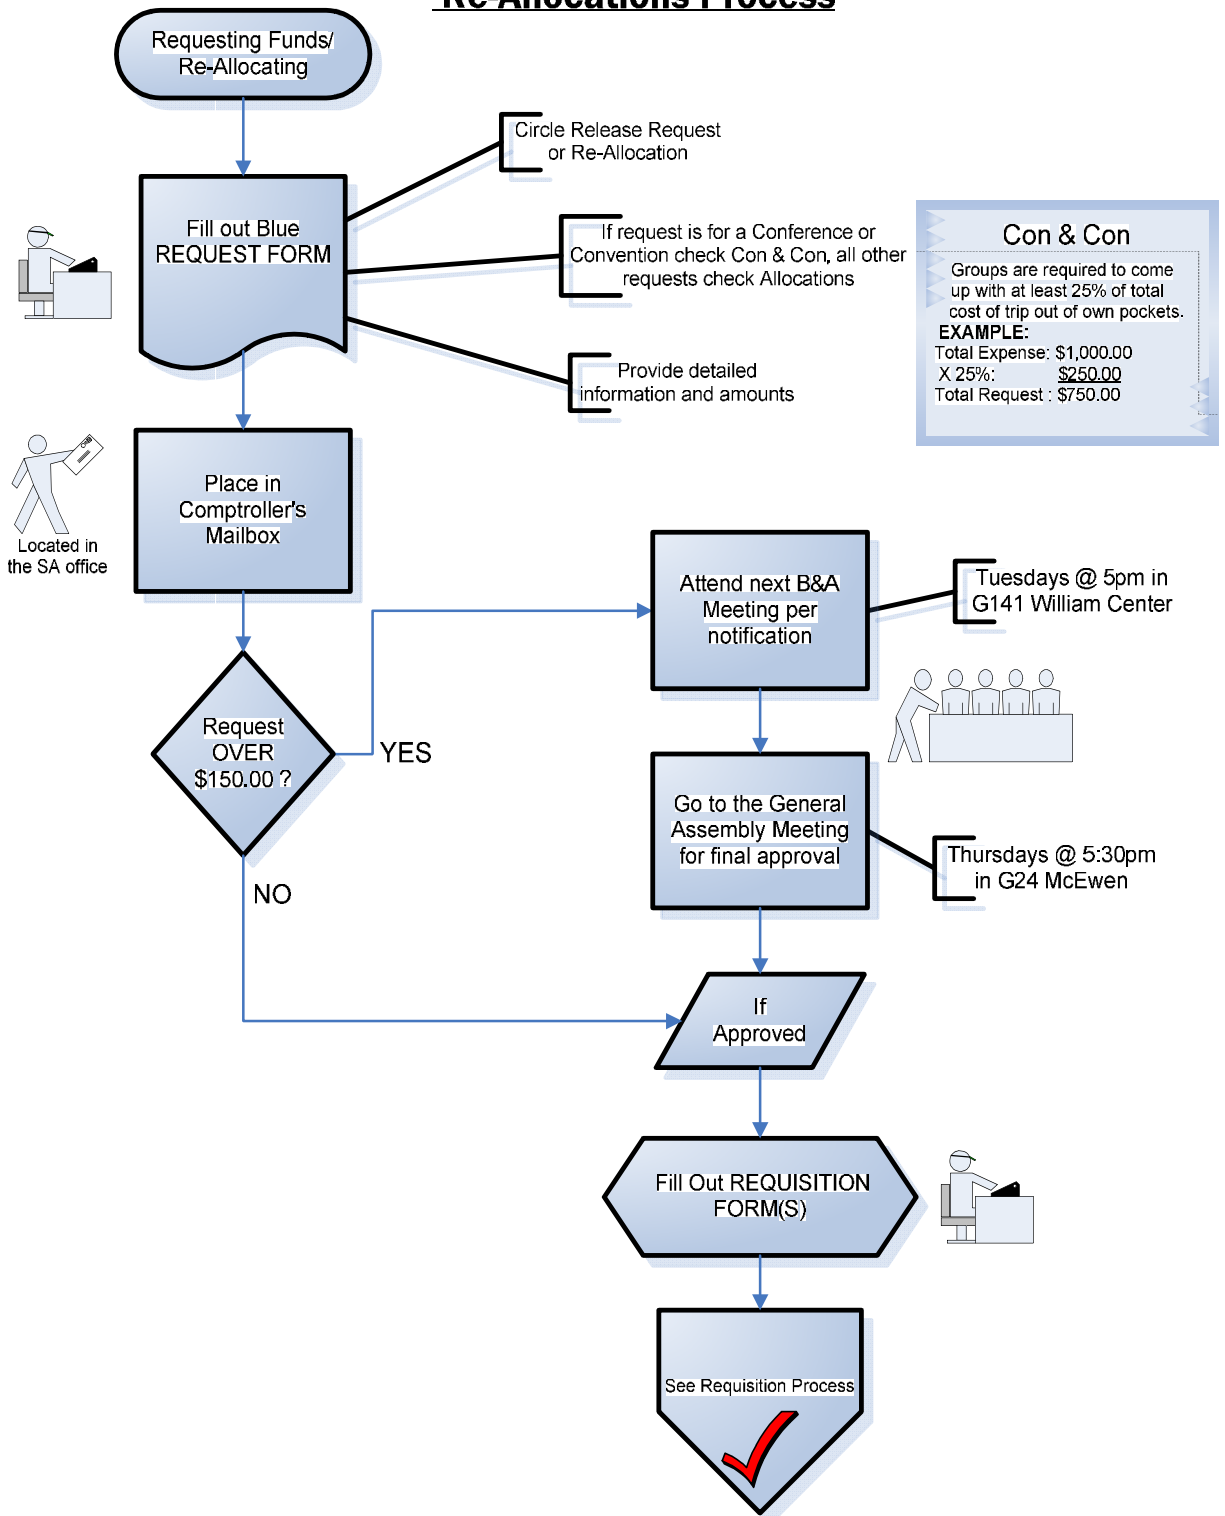 Re-Allocations Process
Requesting Funds/
Re-Allocating
Circle Release Request
or Re-Allocation
Fill out Blue
REQUEST FORM
If request is for a Conference or
Convention check Con & Con, all other
requests check Allocations
Provide detailed
information and amounts
Con & Con
Groups are required to come
up with at least 25% of total
cost of trip out of own pockets.
EXAMPLE:
Total Expense: $1,000.00
X 25%: $250.00
Total Request : $750.00
Place in
Comptroller's
Mailbox
Located in
the SA office
Attend next B&A
Meeting per
notification
Tuesdays @ 5pm in
G141 William Center
Request
OVER
$150.00 ?
YES
NO
Go to the General
Assembly Meeting
for final approval
Thursdays @ 5:30pm
in G24 McEwen
If
Approved
Fill Out REQUISITION
FORM(S)
See Requisition Process